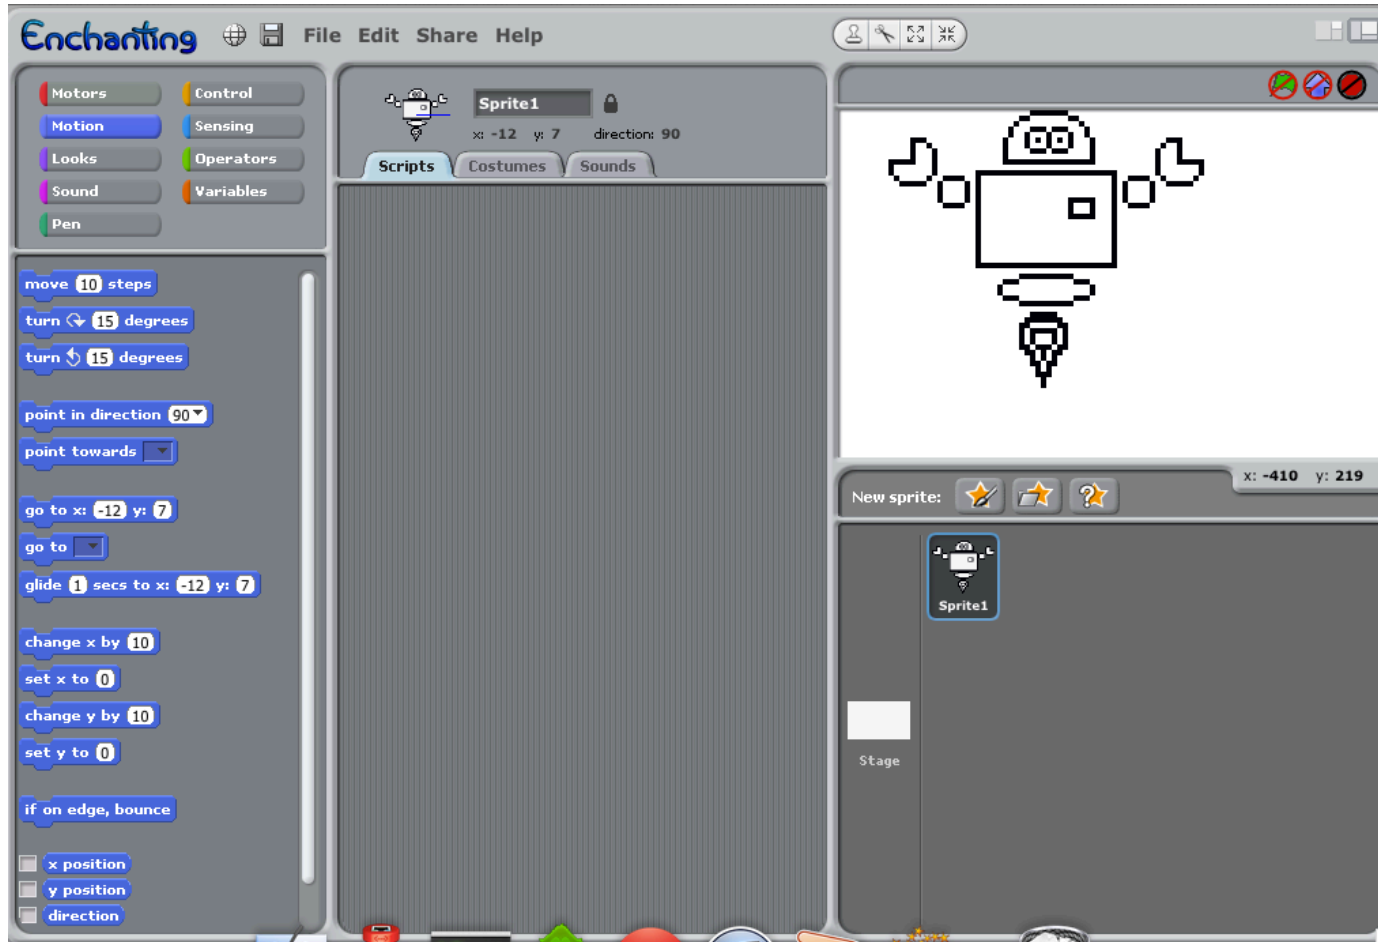 Enchanting File Edit Share Help
Motors Control
Motion Sensing
Looks Operators
Sound Variables
Pen
move 10 steps
turn 15 degrees
turn 15 degrees
point in direction 90
point towards
go to x: -12 y: 7
go to
glide 1 secs to x: -12 y: 7
change x by 10
set x to 0
change y by 10
set y to 0
if on edge, bounce
x position
y position
direction
Sprite1
x: -12 y: 7 direction: 90
Scripts Costumes Sounds
x: -410 y: 219
New sprite:
Sprite1
Stage